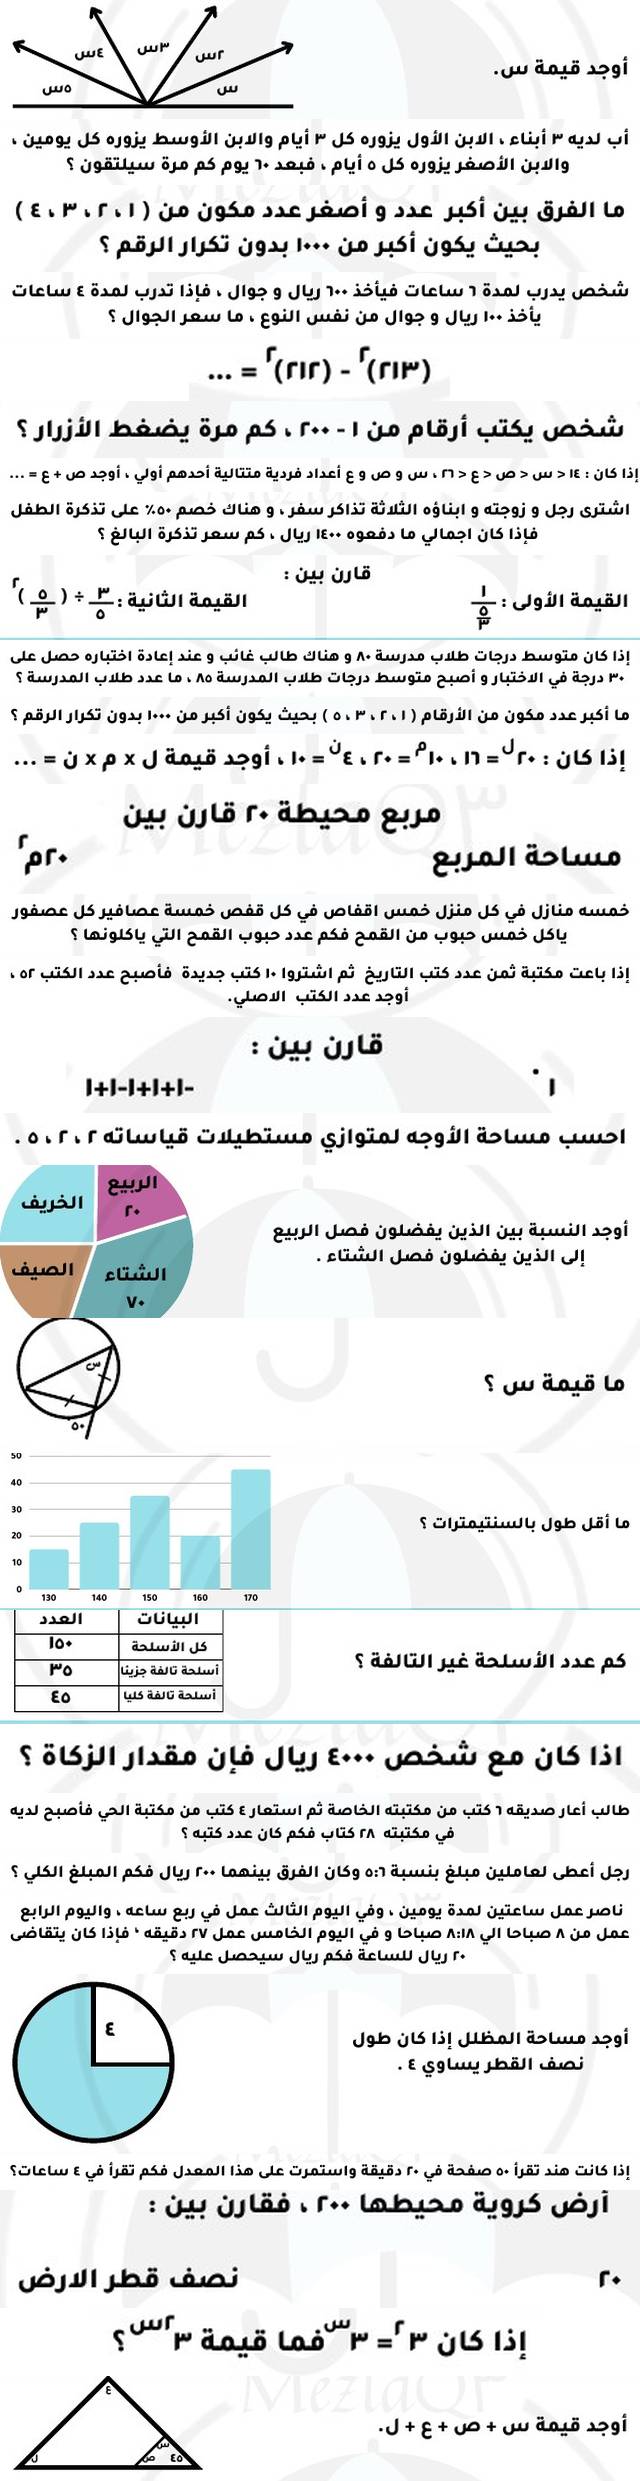 أوجد قيمة س.
٥س
٤س
٣س
٢س
س
أب لديه ٣ أبناء ، الابن الأول يزوره كل ٣ أيام والابن الأوسط يزوره كل يومين ،
والابن الأصغر يزوره كل ٥ أيام ، فبعد ٦٠ يوم كم مرة سيلتقون ؟
ما الفرق بين أكبر عدد و أصغر عدد مكون من ( ١ ، ٢ ، ٣ ، ٤ )
بحيث يكون أكبر من ١٠٠٠ بدون تكرار الرقم ؟
شخص يدرب لمدة ٦ ساعات فيأخذ ٦٠٠ ريال و جوال ، فإذا تدرب لمدة ٤ ساعات
يأخذ ١٠٠ ريال و جوال من نفس النوع ، ما سعر الجوال ؟
(٢١٣)٢ - (٢١٢)٢ = ...
شخص يكتب أرقام من ١ - ٢٠٠ ، كم مرة يضغط الأزرار ؟
إذا كان : ١٤ < س < ص < ع < ٢٦ ، س و ص و ع أعداد فردية متتالية أحدهم أولي ، أوجد ص + ع = ...
اشترى رجل و زوجته و ابنا ؤه الثلاثة تذاكر سفر ، و هناك خصم ٥٠٪ على تذكرة الطفل
فإذا كان اجمالي ما دفعوه ١٤٠٠ ريال ، كم سعر تذكرة البالغ ؟
قارن بين :
القيمة الأولى : ١ / (٥/٣)
القيمة الثانية : ٣/٥ ÷ (٥/٣)٢
إذا كان متوسط درجات طلاب مدرسة ٨٠ و هناك طالب غائب و عند إعادة اختباره حصل على
٣٠ درجة في الاختبار و أصبح متوسط درجات طلاب المدرسة ٨٥ ، ما عدد طلاب المدرسة ؟
ما أكبر عدد مكون من الأرقام ( ١ ، ٢ ، ٣ ، ٥ ) بحيث يكون أكبر من ١٠٠٠ بدون تكرار الرقم ؟
إذا كان : ٢٠ل = ١٦ ، ١٠م = ٢٠ ، ٤ن = ١٠ ، أوجد قيمة ل x م x ن = ...
مربع محيطة ٢٠ قارن بين
مساحة المربع
٢٠م٢
خمسه منازل في كل منزل خمس اقفاص في كل قفص خمسة عصافير كل عصفور
ياكل خمس حبوب من القمح فكم عدد حبوب القمح التي ياكلونها ؟
إذا باعت مكتبة ثمن عدد كتب التاريخ ثم اشتروا ١٠ كتب جديدة فأصبح عدد الكتب ٥٢ ،
أوجد عدد الكتب الاصلي.
قارن بين :
١٠
-١+١+١-١+١
احسب مساحة الأوجه لمتوازي مستطيلات قياساته ٢ ، ٢ ، ٥ .
الربيع
٢٠
الخريف
الصيف
الشتاء
٧٠
أوجد النسبة بين الذين يفضلون فصل الربيع
إلى الذين يفضلون فصل الشتاء .
ما قيمة س ؟
س
٥٠
ما أقل طول بالسنتيمترات ؟
50
40
30
20
10
0
130 140 150 160 170
البيانات العدد
كل الأسلحة ١٥٠
أسلحة تالفة جزيئا ٣٥
أسلحة تالفة كليا ٤٥
كم عدد الأسلحة غير التالفة ؟
اذا كان مع شخص ٤٠٠٠ ريال فإن مقدار الزكاة ؟
طالب أعار صديقه ٦ كتب من مكتبته الخاصة ثم استعار ٤ كتب من مكتبة الحي فأصبح لديه
في مكتبته ٢٨ كتاب فكم كان عدد كتبه ؟
رجل أعطى لعاملين مبلغ بنسبة ٥:٦ وكان الفرق بينهما ٢٠٠ ريال فكم المبلغ الكلي ؟
ناصر عمل ساعتين لمدة يومين ، وفي اليوم الثالث عمل في ربع ساعه ، واليوم الرابع
عمل من ٨ صباحا الي ٨:١٨ صباحا و في اليوم الخامس عمل ٢٧ دقيقه ، فإذا كان يتقاضى
٢٠ ريال للساعة فكم ريال سيحصل عليه ؟
٤
أوجد مساحة المظلل إذا كان طول
نصف القطر يساوي ٤ .
إذا كانت هند تقرأ ٥٠ صفحة في ٢٠ دقيقة واستمرت على هذا المعدل فكم تقرأ في ٤ ساعات؟
أرض كروية محيطها ٢٠٠ ، فقارن بين :
٢٠
نصف قطر الارض
إذا كان ٣٢ = ٣س فما قيمة ٣٢س ؟
أوجد قيمة س + ص + ع + ل.
ع
س
ص
٤٥
ل